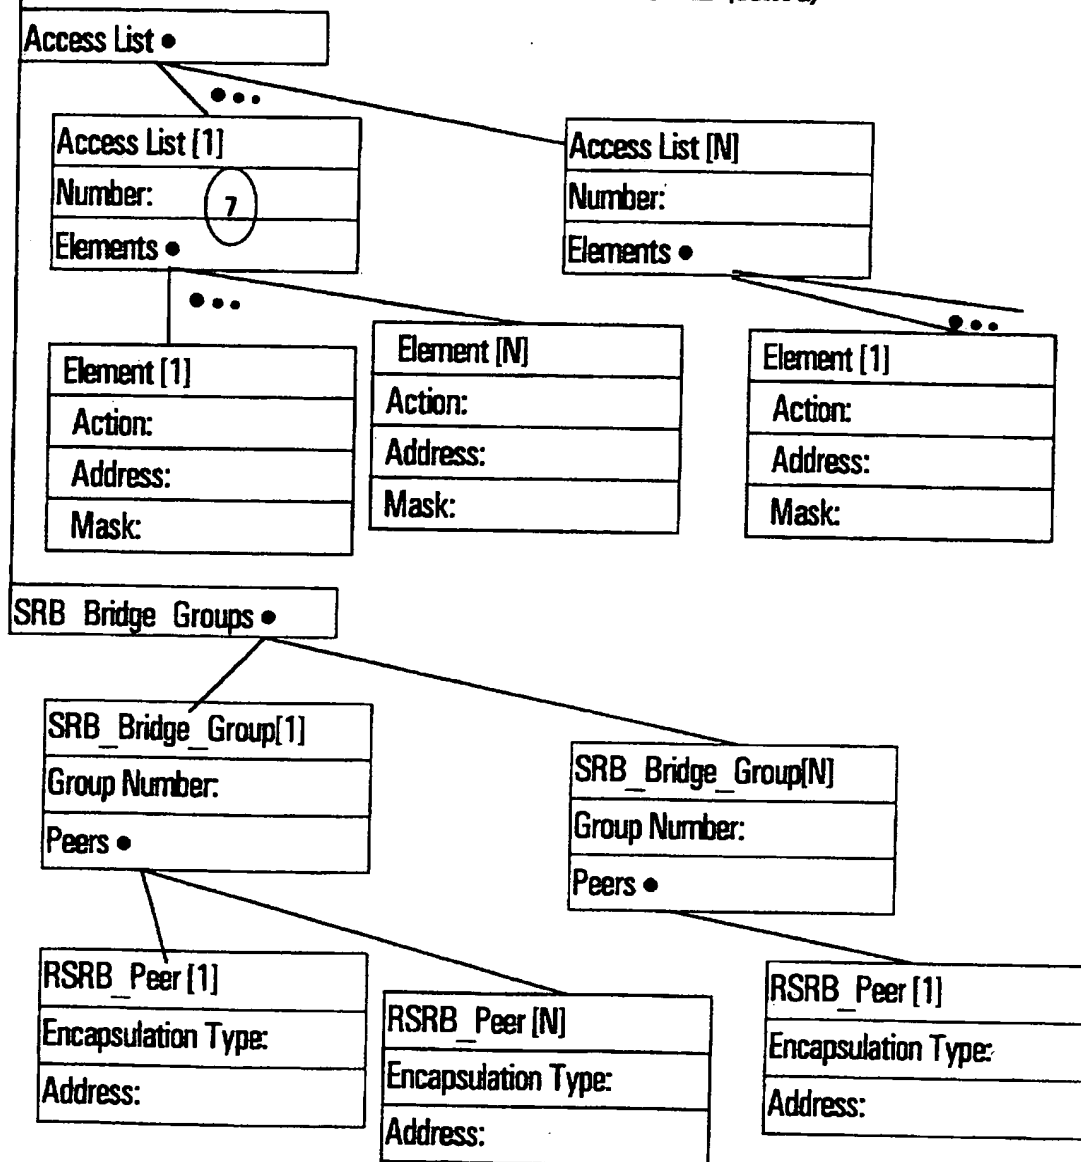 Access List
Access List [1]
Number:
7
Elements
Access List [N]
Number:
Elements
Element [1]
Action:
Address:
Mask:
Element [N]
Action:
Address:
Mask:
Element [1]
Action:
Address:
Mask:
SRB Bridge Groups
SRB_Bridge_Group[1]
Group Number:
Peers
SRB_Bridge_Group[N]
Group Number:
Peers
RSRB_Peer [1]
Encapsulation Type:
Address:
RSRB_Peer [N]
Encapsulation Type:
Address:
RSRB_Peer [1]
Encapsulation Type:
Address: